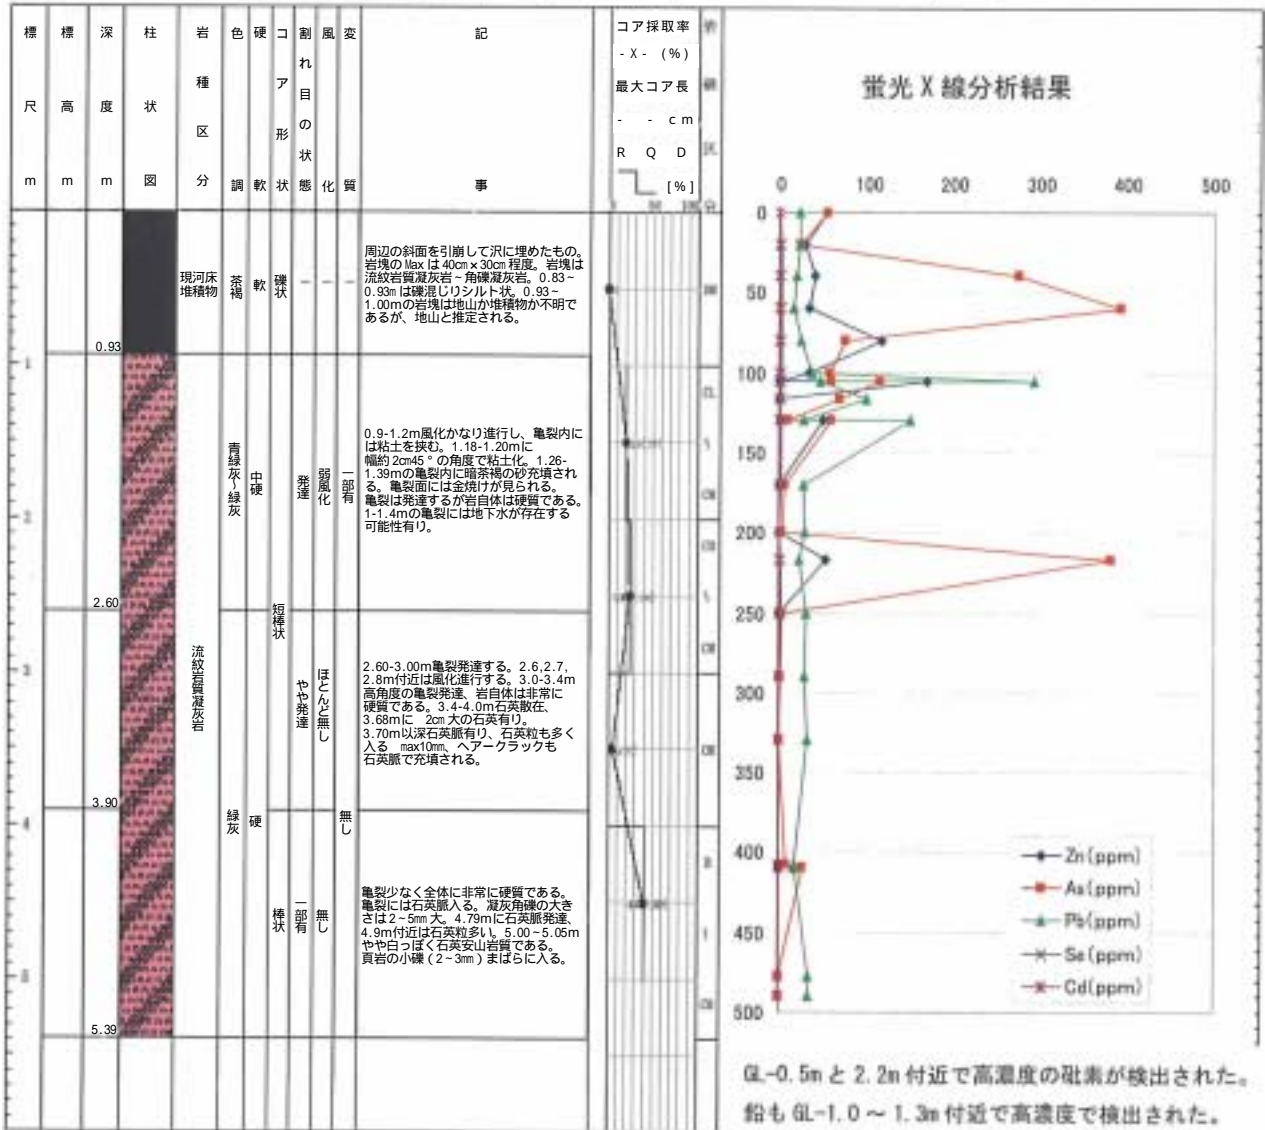 標尺m
標高m
深度m
柱状図
岩種区分
色調
硬軟
コア形状
割れ目の状態
風化
変質
記事
コア採取率
- X - (%)
最大コア長
- - cm
R Q D
[%]
0.93
現河床
堆積物
茶褐
軟
礫状
- - -
周辺の斜面を引崩して沢に埋めたもの。
岩塊の Max は 40cm×30cm 程度。岩塊は
流紋岩質凝灰岩~角礫凝灰岩。0.83~
0.93mは礫混じりシルト状。0.93~
1.00mの岩塊は地山か堆積物か不明で
あるが、地山と推定される。
1
2
2.60
青緑灰~緑灰
中硬
発達
弱風化
一部有
0.9-1.2m風化かなり進行し、亀裂内に
は粘土を挟む。1.18-1.20mに
幅約2cm45°の角度で粘土化。1.26-
1.39mの亀裂内に暗茶褐の砂充填され
る。亀裂面には金焼けが見られる。
亀裂は発達するが岩自体は硬質である。
1-1.4mの亀裂には地下水が存在する
可能性有り。
短棒状
流紋岩質凝灰岩
3
3.90
やや発達
ほとんど無し
2.60-3.00m亀裂発達する。2.6,2.7,
2.8m付近は風化進行する。3.0-3.4m
高角度の亀裂発達、岩自体は非常に
硬質である。3.4-4.0m石英散在、
3.68mに 2cm 大の石英有り。
3.70m以深石英脈有り、石英粒も多く
入る max10mm、ヘアークラックも
石英脈で充填される。
4
緑灰
硬
無し
5
5.39
棒状
一部有
無し
亀裂少なく全体に非常に硬質である。
亀裂には石英脈入る。凝灰角礫の大き
さは2~5mm 大。4.79mに石英脈発達、
4.9m付近は石英粒多い。5.00~5.05m
やや白っぽく石英安山岩質である。
頁岩の小礫(2~3mm)まばらに入る。
蛍光X線分析結果
0 100 200 300 400 500
0
50
100
150
200
250
300
350
400
450
500
Zn(ppm)
As(ppm)
Pb(ppm)
Se(ppm)
Cd(ppm)
GL-0.5mと2.2m付近で高濃度の砒素が検出された。
鉛もGL-1.0~1.3m付近で高濃度で検出された。